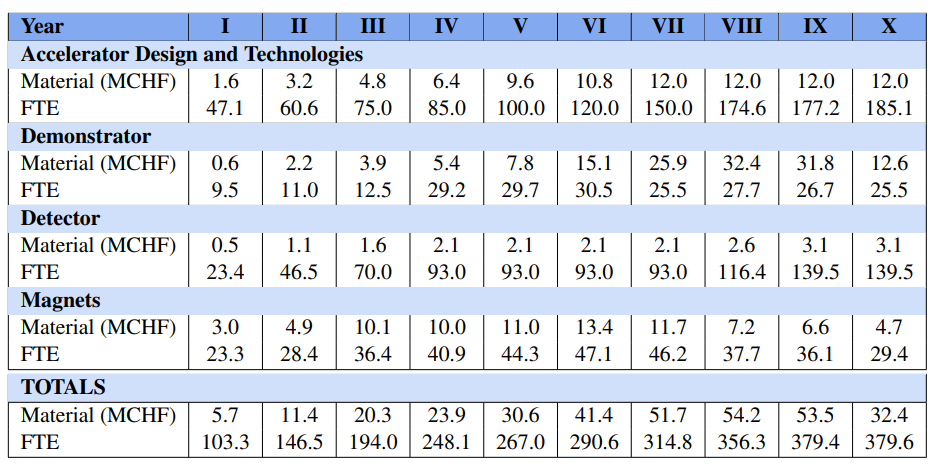 Year I II III IV V VI VII VIII IX X
Accelerator Design and Technologies
Material (MCHF) 1.6 3.2 4.8 6.4 9.6 10.8 12.0 12.0 12.0 12.0
FTE 47.1 60.6 75.0 85.0 100.0 120.0 150.0 174.6 177.2 185.1
Demonstrator
Material (MCHF) 0.6 2.2 3.9 5.4 7.8 15.1 25.9 32.4 31.8 12.6
FTE 9.5 11.0 12.5 29.2 29.7 30.5 25.5 27.7 26.7 25.5
Detector
Material (MCHF) 0.5 1.1 1.6 2.1 2.1 2.1 2.1 2.6 3.1 3.1
FTE 23.4 46.5 70.0 93.0 93.0 93.0 93.0 116.4 139.5 139.5
Magnets
Material (MCHF) 3.0 4.9 10.1 10.0 11.0 13.4 11.7 7.2 6.6 4.7
FTE 23.3 28.4 36.4 40.9 44.3 47.1 46.2 37.7 36.1 29.4
TOTALS
Material (MCHF) 5.7 11.4 20.3 23.9 30.6 41.4 51.7 54.2 53.5 32.4
FTE 103.3 146.5 194.0 248.1 267.0 290.6 314.8 356.3 379.4 379.6